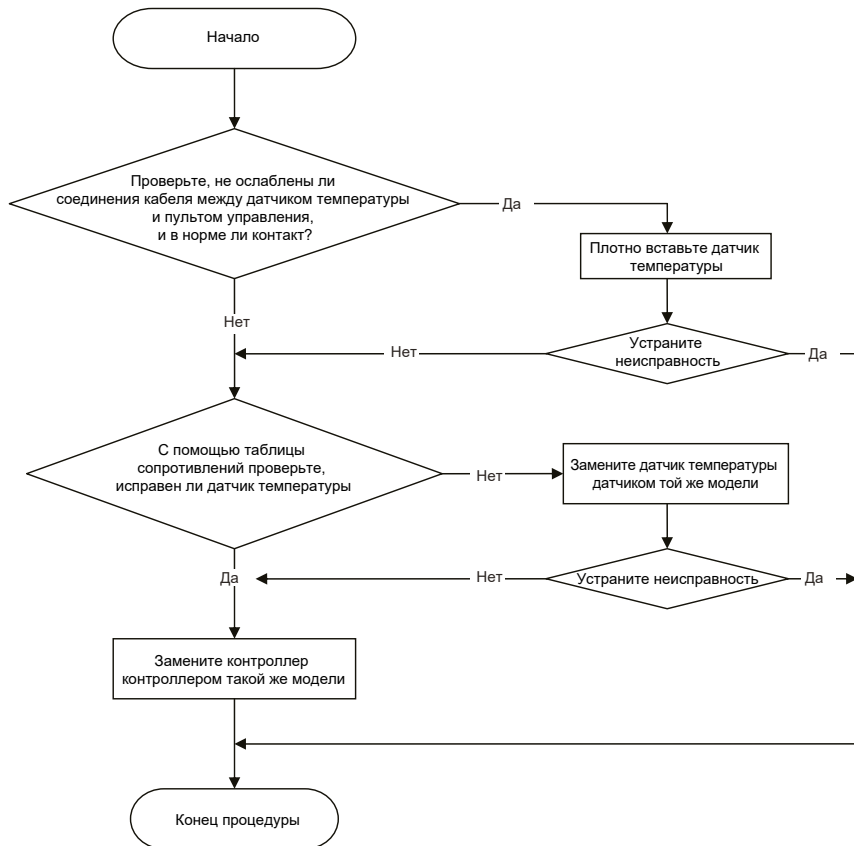 Начало
Проверьте, не ослаблены ли
соединения кабеля между датчиком температуры
и пультом управления,
и в норме ли контакт?
Да
Плотно вставьте датчик
температуры
Нет
Устраните
неисправность
Нет
Да
С помощью таблицы
сопротивлений проверьте,
исправен ли датчик температуры
Нет
Замените датчик температуры
датчиком той же модели
Да
Нет
Устраните неисправность
Да
Замените контроллер
контроллером такой же модели
Конец процедуры